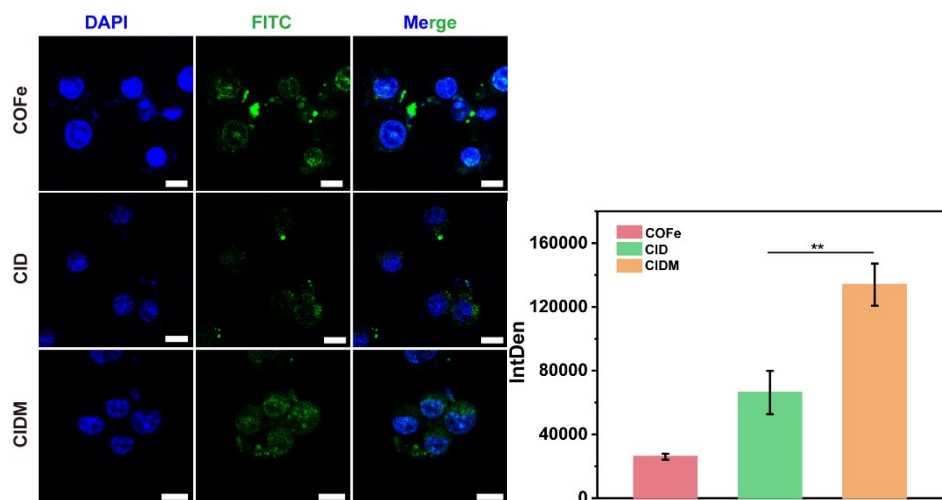 DAPI FITC Merge
COFe
CID
CIDM
IntDen
160000
120000
80000
40000
0
COFe
CID
CIDM
**